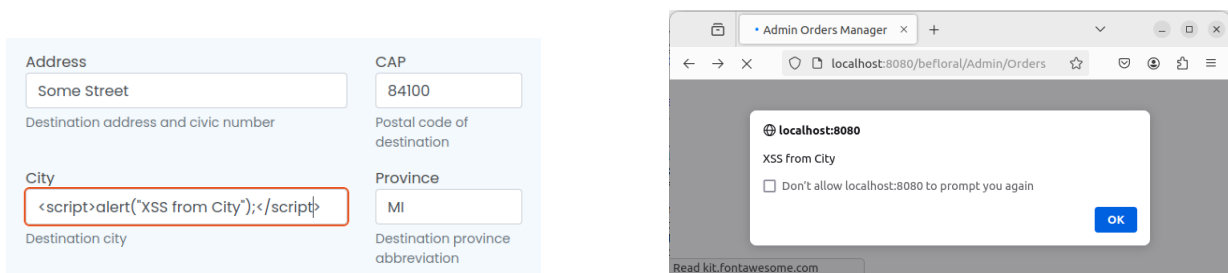 Address
CAP
Some Street
84100
Destination address and civic number
Postal code of
destination
City
Province
<script>alert("XSS from City");</script>
MI
Destination city
Destination province
abbreviation
Admin Orders Manager
localhost:8080/befloral/Admin/Orders
localhost:8080
XSS from City
Don't allow localhost:8080 to prompt you again
OK
Read kit.fontawesome.com